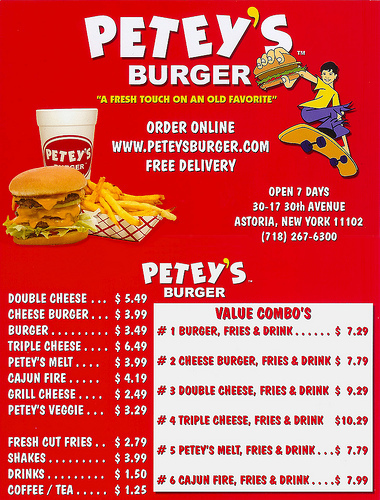 PETEY'S TM
BURGER
"A FRESH TOUCH ON AN OLD FAVORITE"
ORDER ONLINE
WWW.PETEYSBURGER.COM
FREE DELIVERY
PETEY'S
BURGER
OPEN 7 DAYS
30-17 30th AVENUE
ASTORIA, NEW YORK 11102
(718) 267-6300
PETEY'S
BURGER
DOUBLE CHEESE ... $ 5.49
CHEESE BURGER ... $ 3.99
BURGER ......... $ 3.49
TRIPLE CHEESE .... $ 6.49
PETEY'S MELT .... $ 3.99
CAJUN FIRE ..... $ 4.19
GRILL CHEESE .... $ 2.49
PETEY'S VEGGIE ... $ 3.29
FRESH CUT FRIES .. $ 2.79
SHAKES ......... $ 3.99
DRINKS ......... $ 1.50
COFFEE / TEA ..... $ 1.25
VALUE COMBO'S
# 1 BURGER, FRIES & DRINK ...... $ 7.29
# 2 CHEESE BURGER, FRIES & DRINK $ 7.79
# 3 DOUBLE CHEESE, FRIES & DRINK $ 9.29
# 4 TRIPLE CHEESE, FRIES & DRINK $10.29
# 5 PETEY'S MELT, FRIES & DRINK ...$ 7.79
# 6 CAJUN FIRE, FRIES & DRINK ....$ 7.99